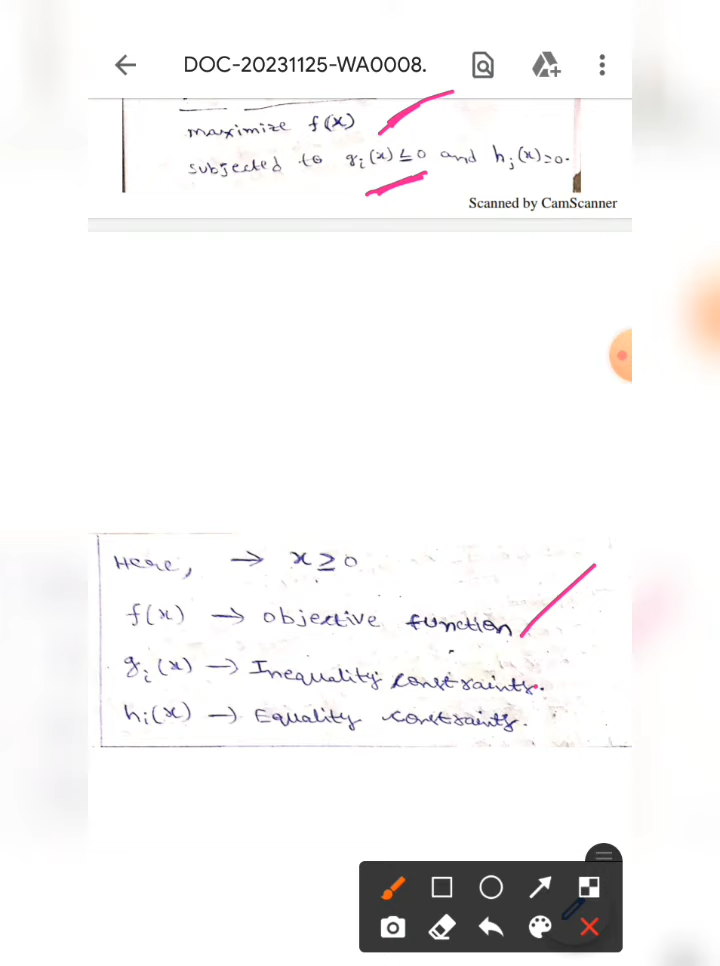 DOC-20231125-WA0008.
maximize f(x)
subjected to gi(x) ≤ 0 and hj(x)=0.
Scanned by CamScanner
Here, → x ≥ 0
f(x) → objective function
gi(x) → Inequality constraints.
hi(x) → Equality constraints.